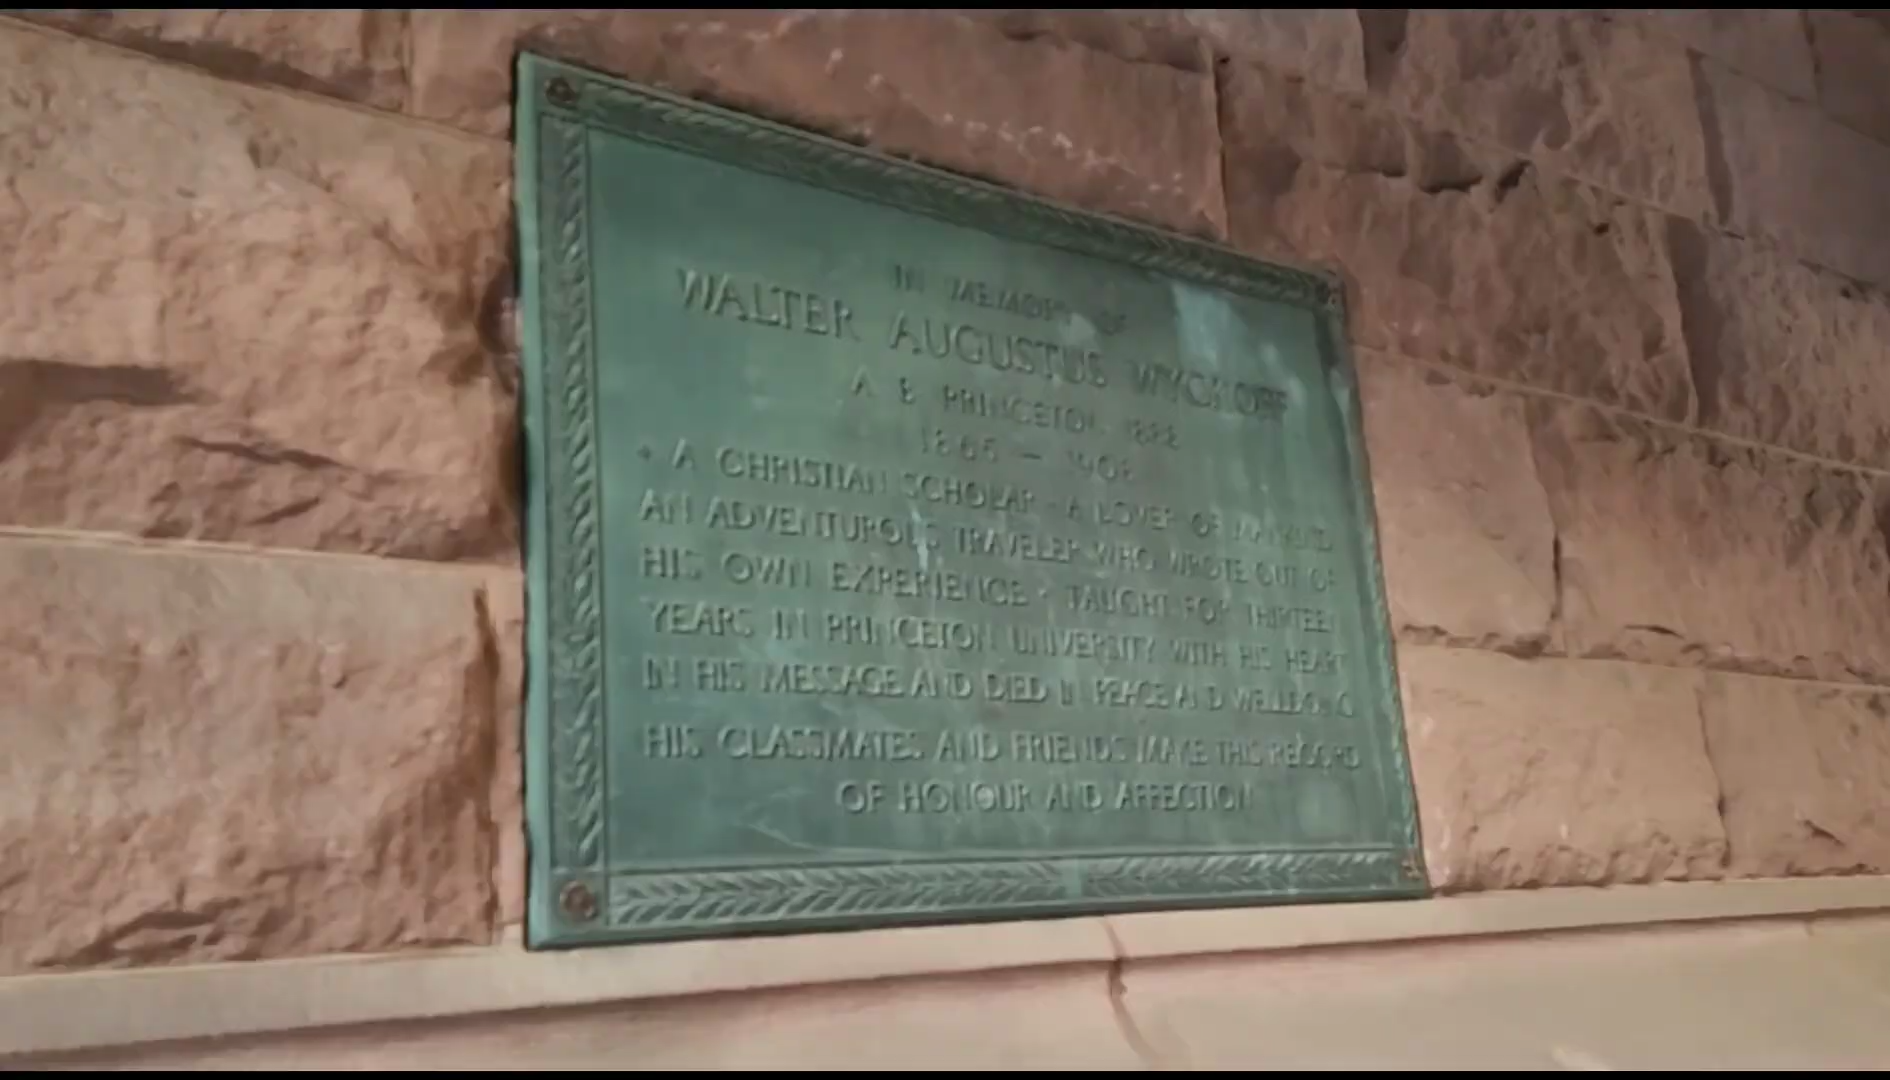 IN MEMORY OF
WALTER AUGUSTUS WYCKOFF
A B PRINCETON 1888
1865 — 1908
• A CHRISTIAN SCHOLAR · A LOVER OF MANKIND
AN ADVENTUROUS TRAVELER WHO WROTE OUT OF
HIS OWN EXPERIENCE · TAUGHT FOR THIRTEEN
YEARS IN PRINCETON UNIVERSITY WITH HIS HEART
IN HIS MESSAGE AND DIED IN PEACE AND WELLDOING
HIS CLASSMATES AND FRIENDS MAKE THIS RECORD
OF HONOUR AND AFFECTION